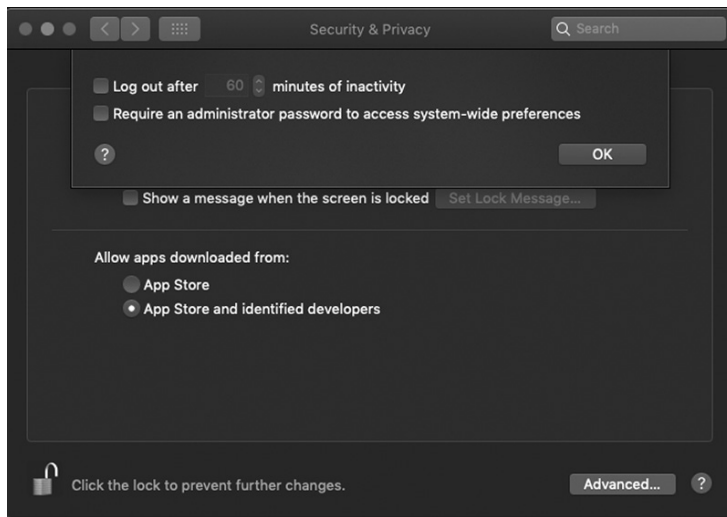 Security & Privacy
Search
Log out after 60 minutes of inactivity
Require an administrator password to access system-wide preferences
?
OK
Show a message when the screen is locked Set Lock Message...
Allow apps downloaded from:
App Store
App Store and identified developers
Click the lock to prevent further changes.
Advanced...
?